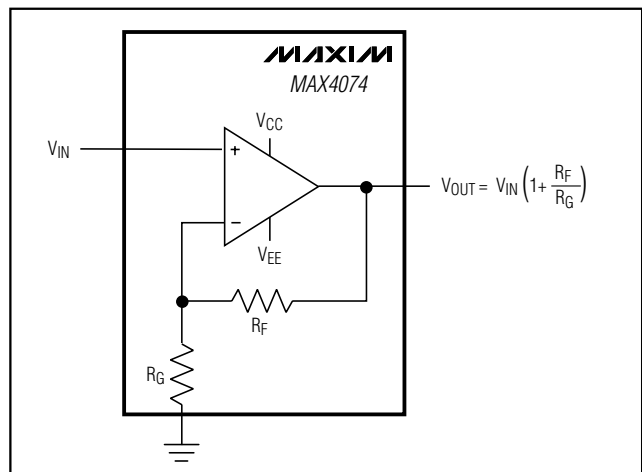 MAXIM
MAX4074
VCC
VIN
+
VOUT = VIN (1+ RF/RG)
−
VEE
RF
RG